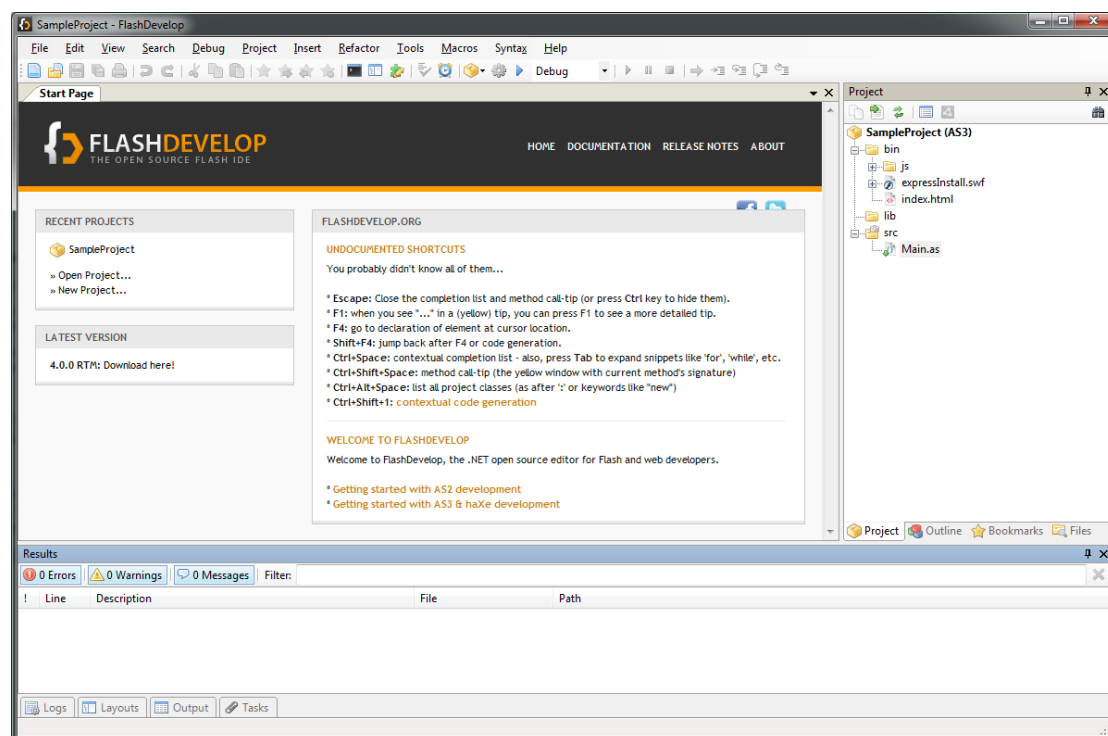 SampleProject - FlashDevelop
File Edit View Search Debug Project Insert Refactor Tools Macros Syntax Help
Debug
Start Page
FLASHDEVELOP
THE OPEN SOURCE FLASH IDE
HOME DOCUMENTATION RELEASE NOTES ABOUT
RECENT PROJECTS
SampleProject
» Open Project...
» New Project...
LATEST VERSION
4.0.0 RTM: Download here!
FLASHDEVELOP.ORG
UNDOCUMENTED SHORTCUTS
You probably didn't know all of them...
* Escape: Close the completion list and method call-tip (or press Ctrl key to hide them).
* F1: when you see "..." in a (yellow) tip, you can press F1 to see a more detailed tip.
* F4: go to declaration of element at cursor location.
* Shift+F4: jump back after F4 or code generation.
* Ctrl+Space: contextual completion list - also, press Tab to expand snippets like 'for', 'while', etc.
* Ctrl+Shift+Space: method call-tip (the yellow window with current method's signature)
* Ctrl+Alt+Space: list all project classes (as after ':' or keywords like "new")
* Ctrl+Shift+1: contextual code generation
WELCOME TO FLASHDEVELOP
Welcome to FlashDevelop, the .NET open source editor for Flash and web developers.
* Getting started with AS2 development
* Getting started with AS3 & haXe development
Project
SampleProject (AS3)
bin
js
expressInstall.swf
index.html
lib
src
Main.as
Project Outline Bookmarks Files
Results
0 Errors 0 Warnings 0 Messages Filter:
! Line Description File Path
Logs Layouts Output Tasks